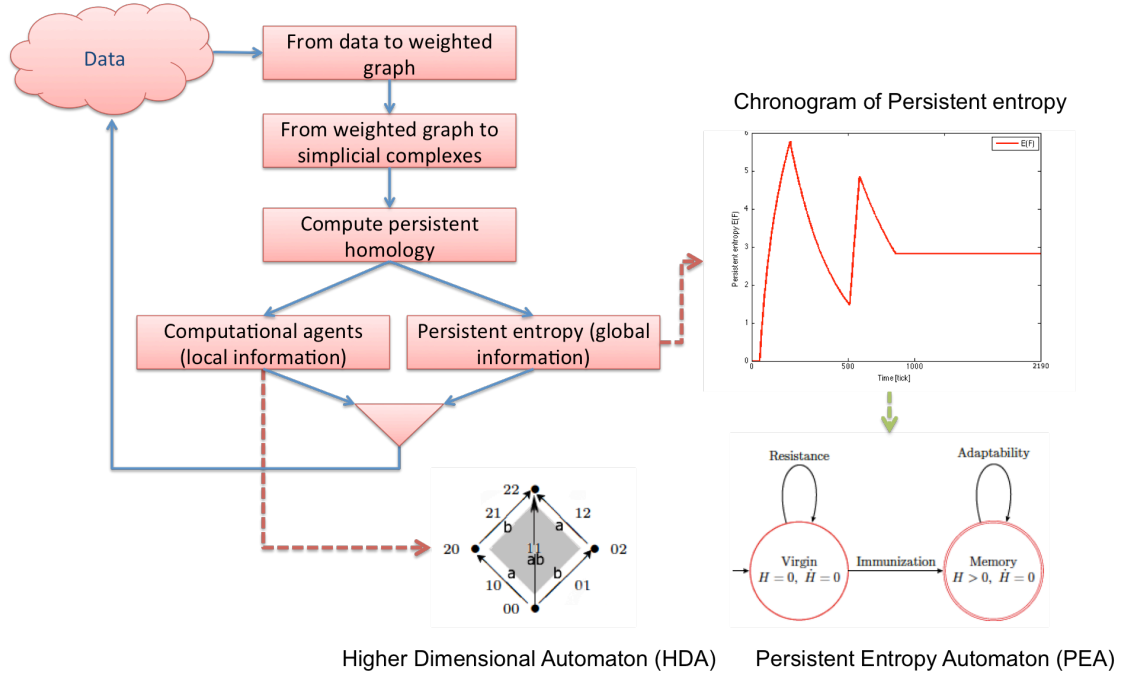 Data
From data to weighted
graph
From weighted graph to
simplicial complexes
Compute persistent
homology
Computational agents
(local information)
Persistent entropy (global
information)
Chronogram of Persistent entropy
E(F)
Persistent entropy E(F)
6
5
4
3
2
1
0
0
500
1000
2190
Time [tick]
22
21
12
b
a
20
11
02
ab
a
b
10
01
00
Higher Dimensional Automaton (HDA)
Resistance
Adaptability
Virgin
H = 0, Ḣ = 0
Immunization
Memory
H > 0, Ḣ = 0
Persistent Entropy Automaton (PEA)